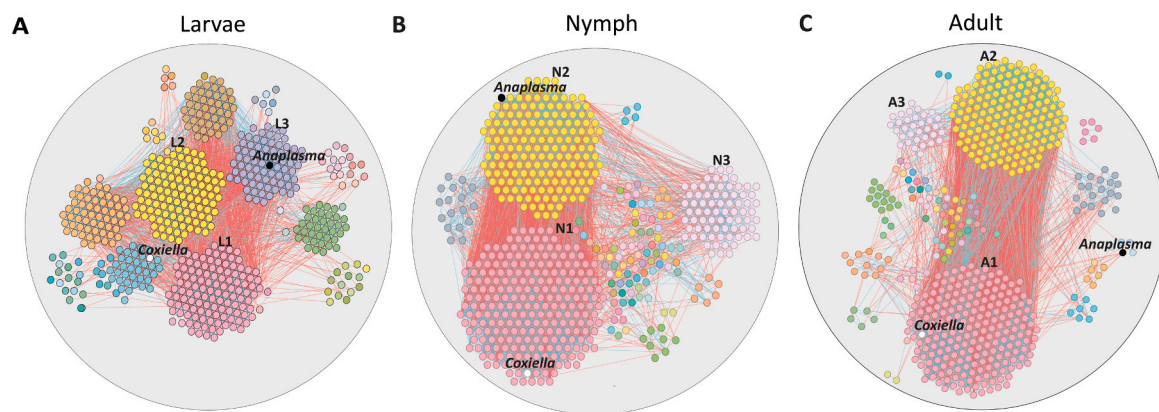 A
Larvae
L3
L2
Anaplasma
Coxiella
L1
B
Nymph
N2
Anaplasma
N3
N1
Coxiella
C
Adult
A2
A3
Anaplasma
A1
Coxiella